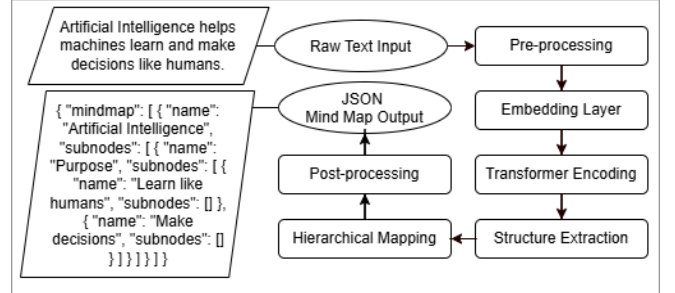 Artificial Intelligence helps
machines learn and make
decisions like humans.
Raw Text Input
Pre-processing
Embedding Layer
Transformer Encoding
Structure Extraction
Hierarchical Mapping
Post-processing
JSON
Mind Map Output
{ "mindmap": [ { "name":
"Artificial Intelligence",
"subnodes": [ { "name":
"Purpose", "subnodes": [ {
"name": "Learn like
humans", "subnodes": [] },
{ "name": "Make
decisions", "subnodes": []
} ] } ] } ] }